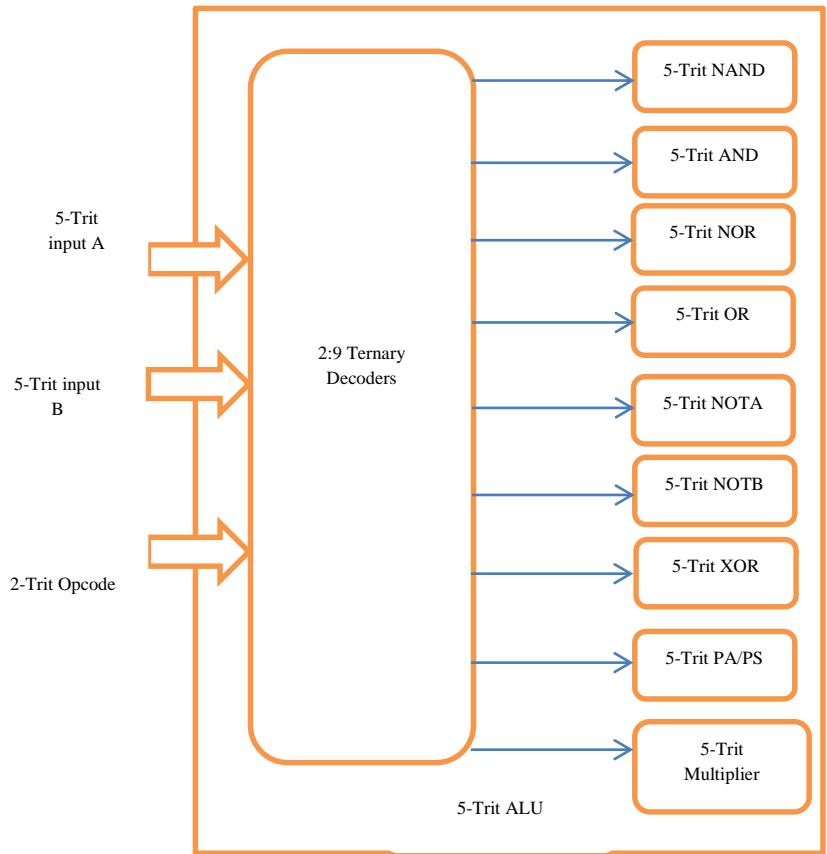 5-Trit
input A
5-Trit input
B
2-Trit Opcode
2:9 Ternary
Decoders
5-Trit NAND
5-Trit AND
5-Trit NOR
5-Trit OR
5-Trit NOTA
5-Trit NOTB
5-Trit XOR
5-Trit PA/PS
5-Trit
Multiplier
5-Trit ALU